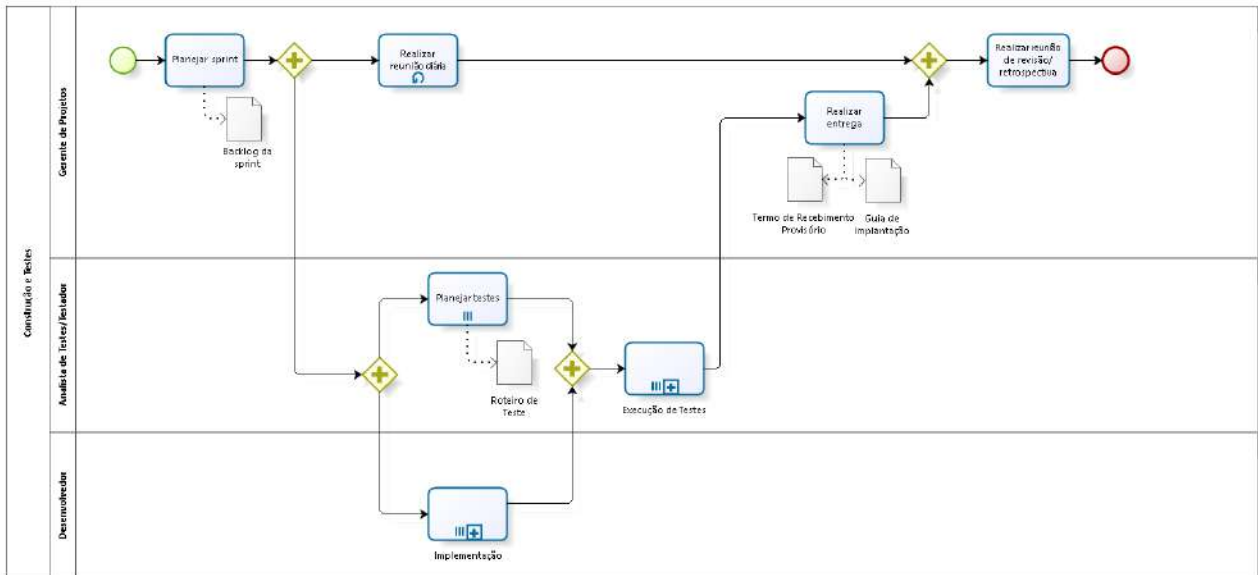 Construção e Testes
Gerente de Projetos
Planejar sprint
Backlog da
sprint
Realizar
reunião diária
Realizar
entrega
Termo de Recebimento
Provisório
Guia de
implantação
Realizar reunião
de revisão/
retrospectiva
Analista de Testes/Testador
Planejar testes
Roteiro de
Teste
Execução de Testes
Desenvolvedor
Implementação